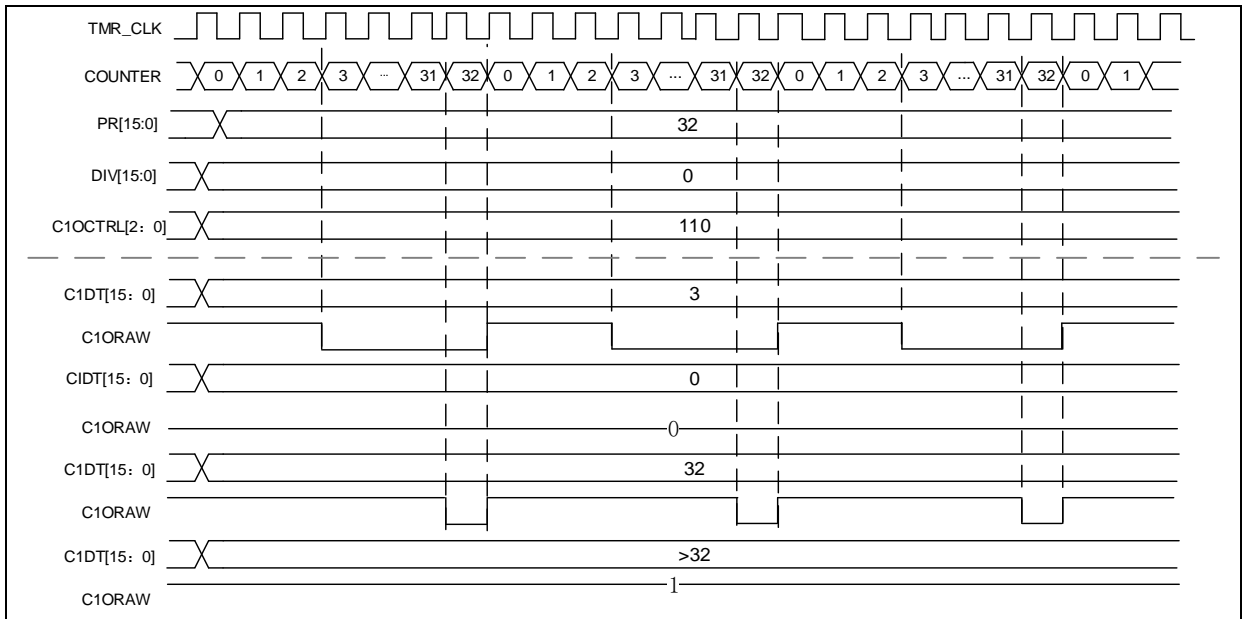 TMR_CLK
COUNTER 0 1 2 3 ... 31 32 0 1 2 3 ... 31 32 0 1 2 3 ... 31 32 0 1
PR[15:0] 32
DIV[15:0] 0
C1OCTRL[2：0] 110
C1DT[15：0] 3
C1ORAW
CIDT[15：0] 0
C1ORAW 0
C1DT[15：0] 32
C1ORAW
C1DT[15：0] >32
C1ORAW 1